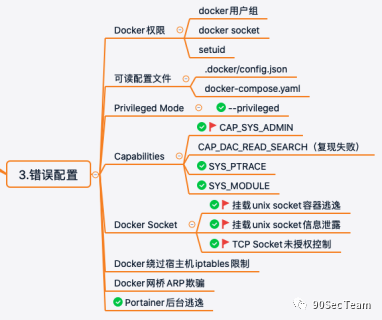 docker用户组
Docker权限
docker socket
setuid
可读配置文件
.docker/config.json
docker-compose.yaml
Privileged Mode
--privileged
CAP_SYS_ADMIN
CAP_DAC_READ_SEARCH（复现失败）
Capabilities
SYS_PTRACE
SYS_MODULE
3.错误配置
挂载unix socket容器逃逸
Docker Socket
挂载unix socket信息泄露
TCP Socket未授权控制
Docker绕过宿主机iptables限制
Docker网桥ARP欺骗
Portainer后台逃逸
90SecTeam